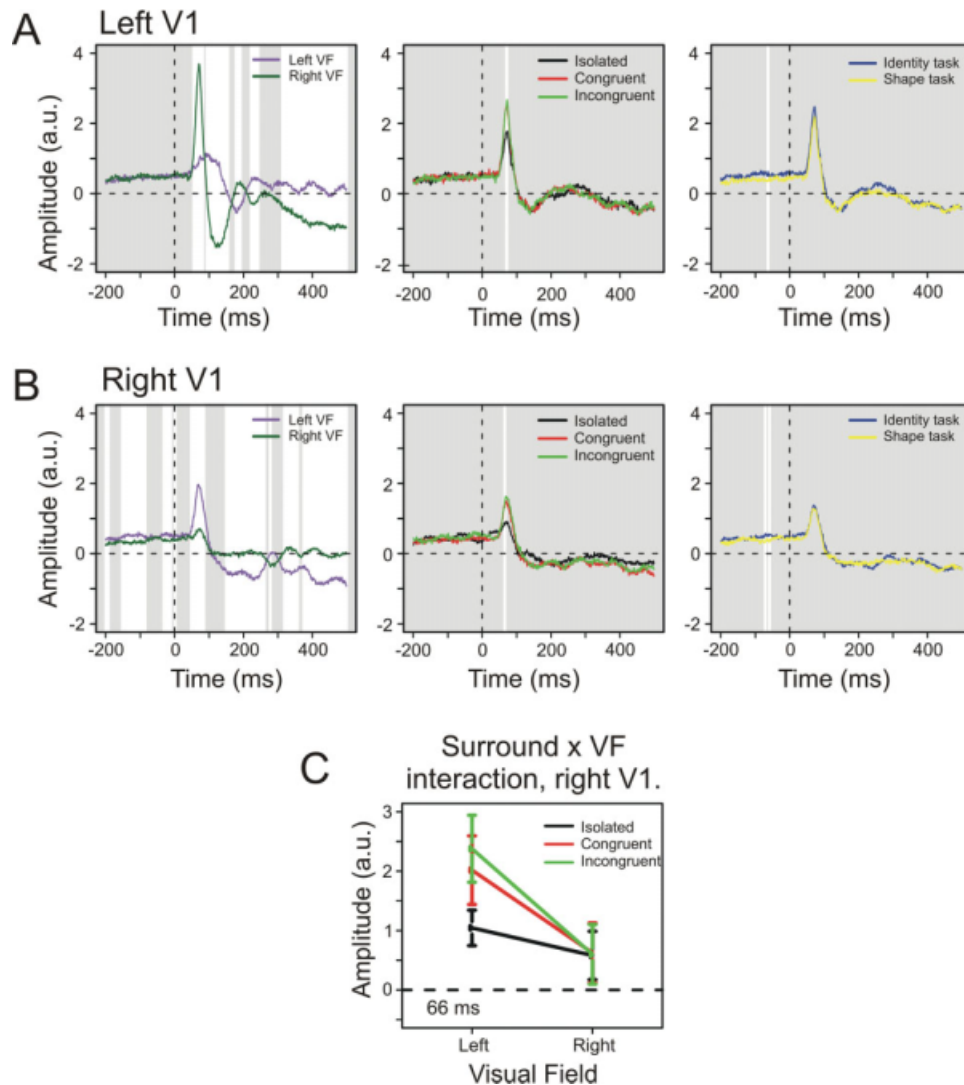 A
Left V1
Amplitude (a.u.)
4
2
0
-2
-200 0 200 400
Time (ms)
Left VF
Right VF
4
2
0
-2
-200 0 200 400
Time (ms)
Isolated
Congruent
Incongruent
4
2
0
-2
-200 0 200 400
Time (ms)
Identity task
Shape task
B
Right V1
Amplitude (a.u.)
4
2
0
-2
-200 0 200 400
Time (ms)
Left VF
Right VF
4
2
0
-2
-200 0 200 400
Time (ms)
Isolated
Congruent
Incongruent
4
2
0
-2
-200 0 200 400
Time (ms)
Identity task
Shape task
C
Surround x VF
interaction, right V1.
Amplitude (a.u.)
3
2
1
0
Isolated
Congruent
Incongruent
66 ms
Left Right
Visual Field